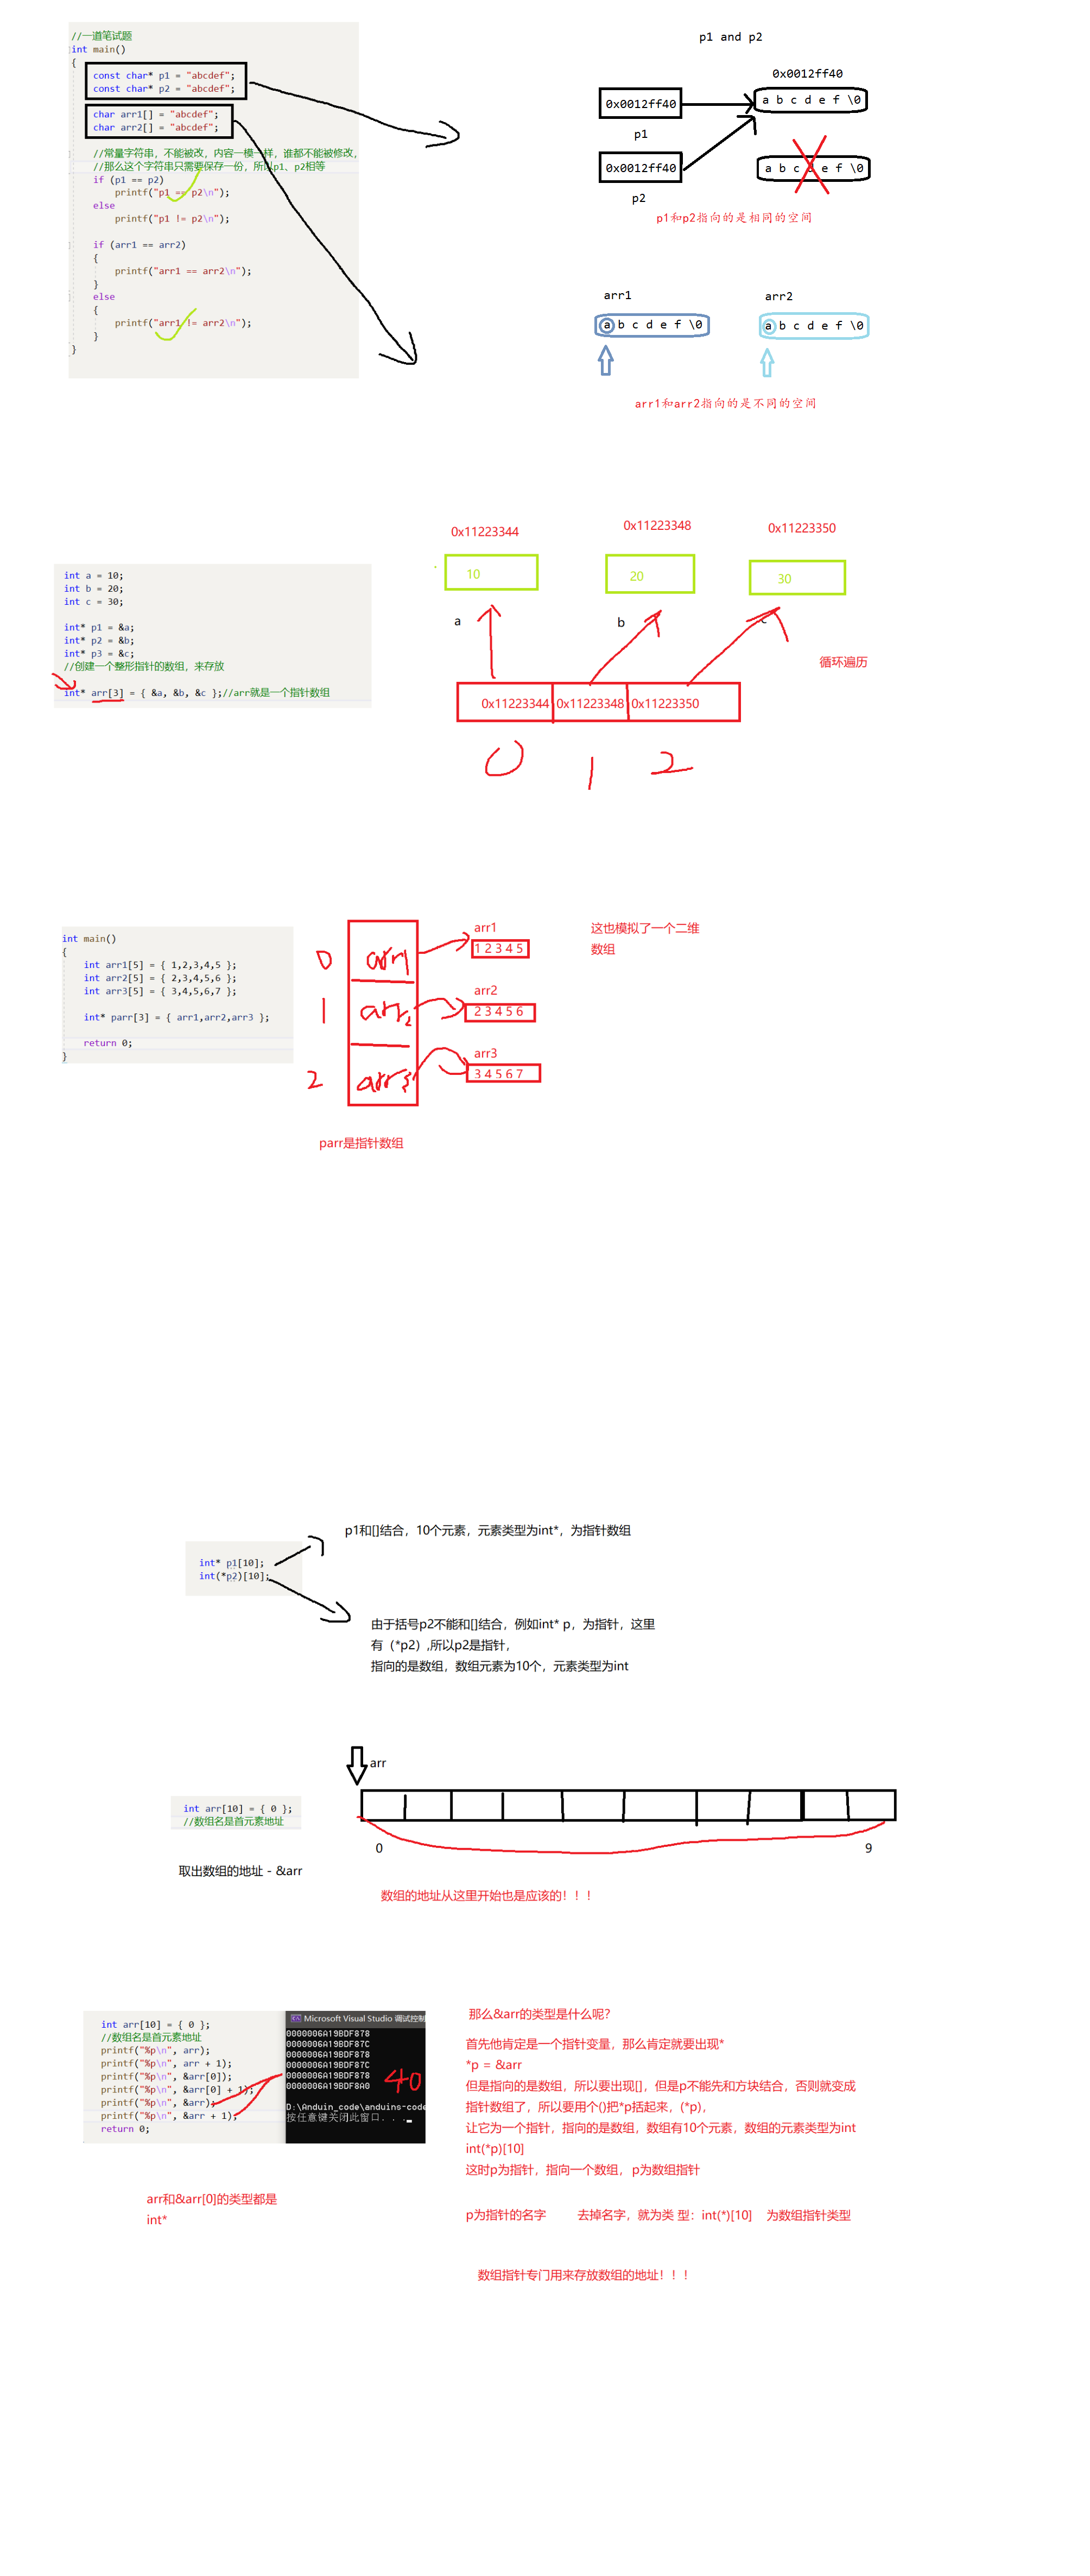 //一道笔试题
int main()
{
const char* p1 = "abcdef";
const char* p2 = "abcdef";
char arr1[] = "abcdef";
char arr2[] = "abcdef";
//常量字符串，不能被改，内容一模一样，谁都不能被修改，
//那么这个字符串只需要保存一份，所以p1、p2相等
if (p1 == p2)
printf("p1 == p2\n");
else
printf("p1 != p2\n");
if (arr1 == arr2)
{
printf("arr1 == arr2\n");
}
else
{
printf("arr1 != arr2\n");
}
}
p1 and p2
0x0012ff40
0x0012ff40
a b c d e f \0
p1
0x0012ff40
a b c d e f \0
p2
p1和p2指向的是相同的空间
arr1
arr2
a b c d e f \0
a b c d e f \0
arr1和arr2指向的是不同的空间
int a = 10;
int b = 20;
int c = 30;
int* p1 = &a;
int* p2 = &b;
int* p3 = &c;
//创建一个整形指针的数组，来存放
int* arr[3] = { &a, &b, &c };//arr就是一个指针数组
0x11223344
0x11223348
0x11223350
10
20
30
a
b
c
循环遍历
0x11223344
0x11223348
0x11223350
0
1
2
int main()
{
int arr1[5] = { 1,2,3,4,5 };
int arr2[5] = { 2,3,4,5,6 };
int arr3[5] = { 3,4,5,6,7 };
int* parr[3] = { arr1,arr2,arr3 };
return 0;
}
0
arr1
1
arr2
2
arr3
arr1
1 2 3 4 5
arr2
2 3 4 5 6
arr3
3 4 5 6 7
这也模拟了一个二维
数组
parr是指针数组
p1和[]结合，10个元素，元素类型为int*，为指针数组
int* p1[10];
int(*p2)[10];
由于括号p2不能和[]结合，例如int* p，为指针，这里
有（*p2）,所以p2是指针，
指向的是数组，数组元素为10个，元素类型为int
arr
int arr[10] = { 0 };
//数组名是首元素地址
0
9
取出数组的地址 - &arr
数组的地址从这里开始也是应该的！！！
int arr[10] = { 0 };
//数组名是首元素地址
printf("%p\n", arr);
printf("%p\n", arr + 1);
printf("%p\n", &arr[0]);
printf("%p\n", &arr[0] + 1);
printf("%p\n", &arr);
printf("%p\n", &arr + 1);
return 0;
Microsoft Visual Studio 调试控制
0000006A19BDF878
0000006A19BDF87C
0000006A19BDF878
0000006A19BDF87C
0000006A19BDF878
0000006A19BDF8A0
40
D:\Anduin_code\anduins-code
按任意键关闭此窗口. . .
arr和&arr[0]的类型都是
int*
那么&arr的类型是什么呢？
首先他肯定是一个指针变量，那么肯定就要出现*
*p = &arr
但是指向的是数组，所以要出现[]，但是p不能先和方块结合，否则就变成
指针数组了，所以要用个()把*p括起来，(*p)，
让它为一个指针，指向的是数组，数组有10个元素，数组的元素类型为int
int(*p)[10]
这时p为指针，指向一个数组，p为数组指针
p为指针的名字 去掉名字，就为类 型：int(*)[10] 为数组指针类型
数组指针专门用来存放数组的地址！！！